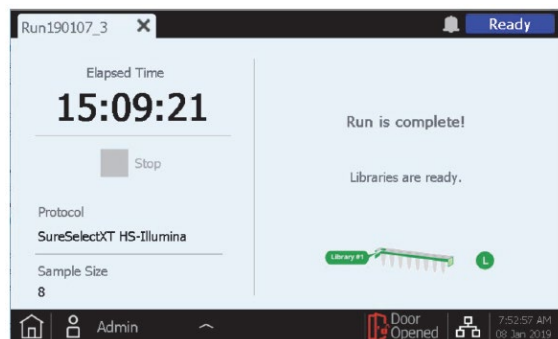 Run190107_3
Ready
Elapsed Time
15:09:21
Stop
Protocol
SureSelectXT HS-Illumina
Sample Size
8
Run is complete!
Libraries are ready.
Library #1
L
Admin
Door
Opened
7:52:57 AM
08 Jan 2019